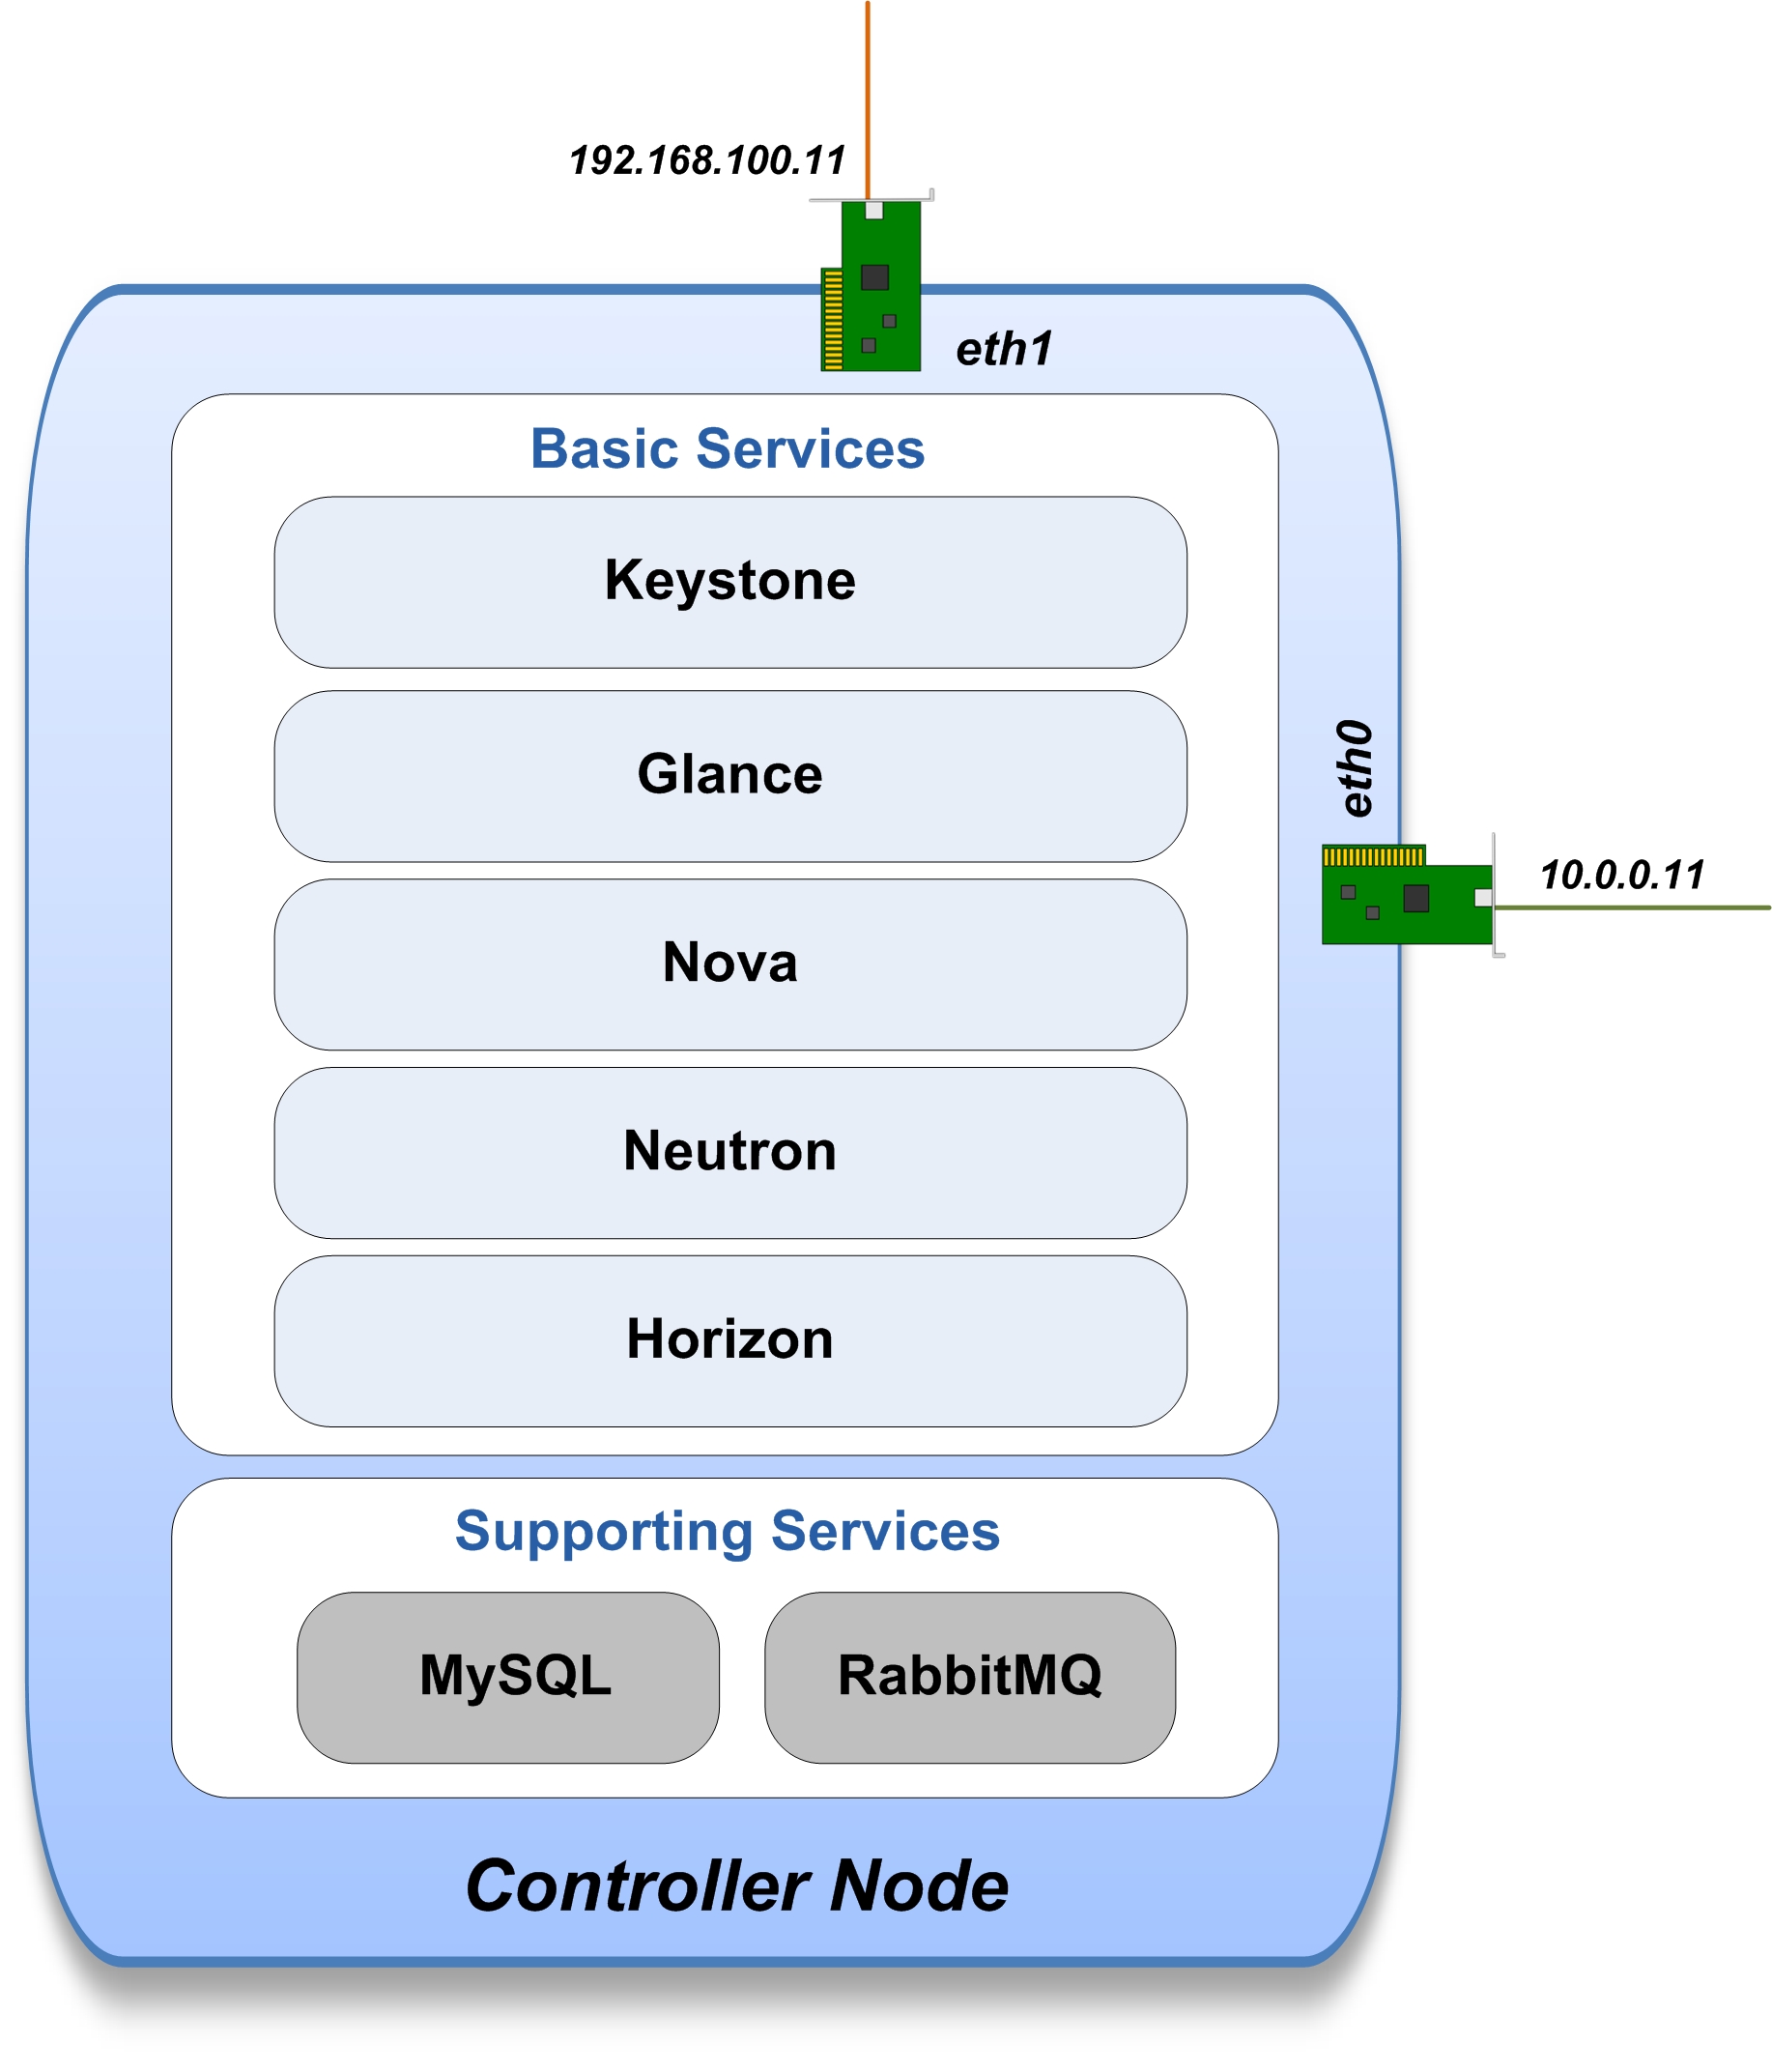 192.168.100.11
eth1
Basic Services
Keystone
Glance
eth0
10.0.0.11
Nova
Neutron
Horizon
Supporting Services
MySQL
RabbitMQ
Controller Node